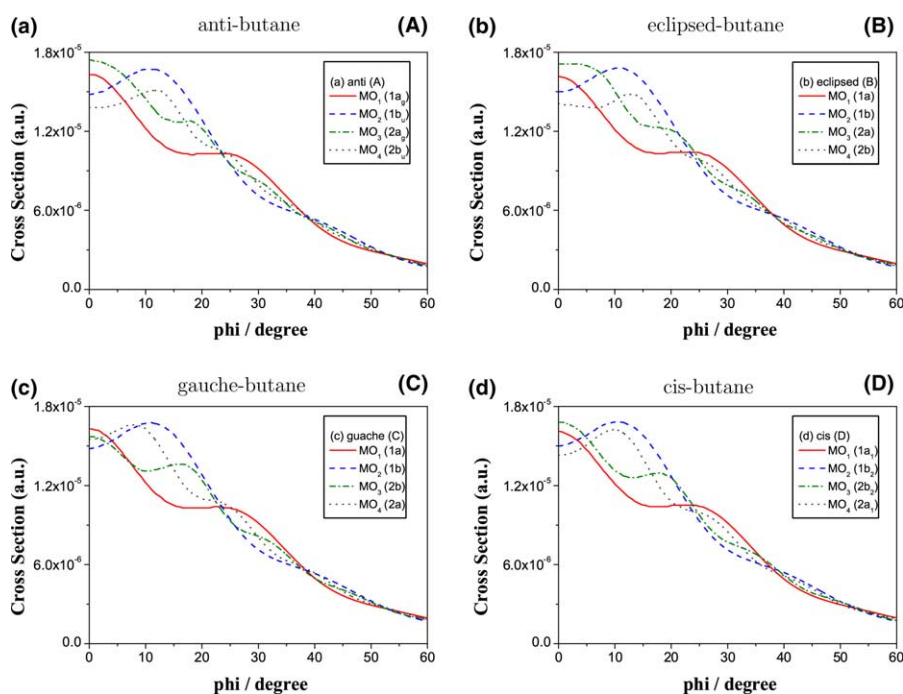 (a) anti-butane (A)
1.8x10⁻⁵
1.2x10⁻⁵
6.0x10⁻⁶
0.0
Cross Section (a.u.)
0 10 20 30 40 50 60
phi / degree
(a) anti (A)
MO₁ (1a_g)
MO₂ (1b_u)
MO₃ (2a_g)
MO₄ (2b_u)
(b) eclipsed-butane (B)
1.8x10⁻⁵
1.2x10⁻⁵
6.0x10⁻⁶
0.0
Cross Section (a.u.)
0 10 20 30 40 50 60
phi / degree
(b) eclipsed (B)
MO₁ (1a)
MO₂ (1b)
MO₃ (2a)
MO₄ (2b)
(c) gauche-butane (C)
1.8x10⁻⁵
1.2x10⁻⁵
6.0x10⁻⁶
0.0
Cross Section (a.u.)
0 10 20 30 40 50 60
phi / degree
(c) guache (C)
MO₁ (1a)
MO₂ (1b)
MO₃ (2b)
MO₄ (2a)
(d) cis-butane (D)
1.8x10⁻⁵
1.2x10⁻⁵
6.0x10⁻⁶
0.0
Cross Section (a.u.)
0 10 20 30 40 50 60
phi / degree
(d) cis (D)
MO₁ (1a₁)
MO₂ (1b₂)
MO₃ (2b₂)
MO₄ (2a₁)